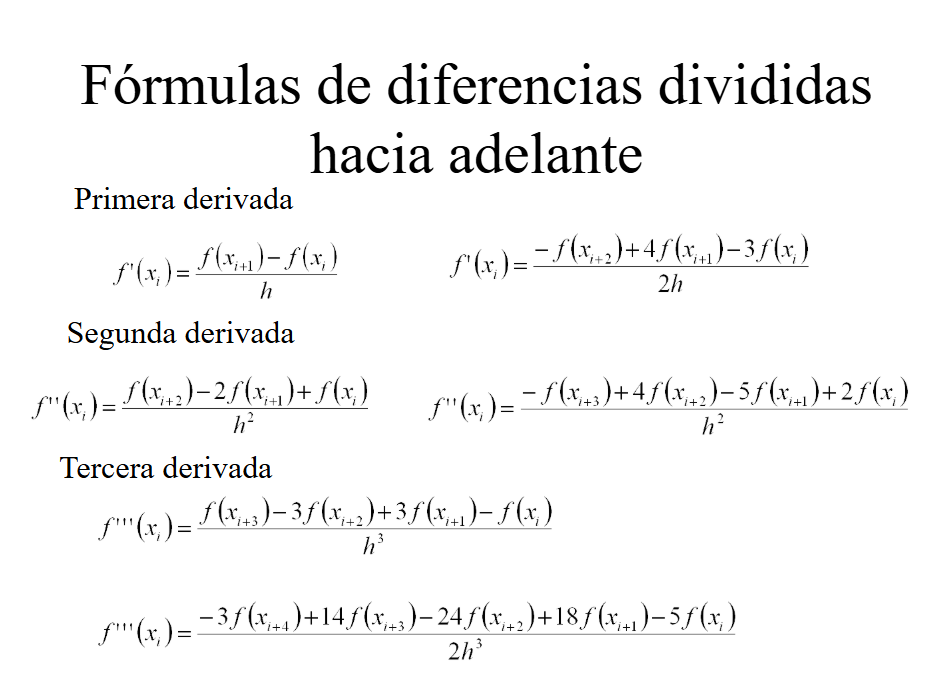 Fórmulas de diferencias divididas
hacia adelante
Primera derivada
f'(x_i) = \frac{f(x_{i+1}) - f(x_i)}{h}
f'(x_i) = \frac{-f(x_{i+2}) + 4f(x_{i+1}) - 3f(x_i)}{2h}
Segunda derivada
f''(x_i) = \frac{f(x_{i+2}) - 2f(x_{i+1}) + f(x_i)}{h^2}
f''(x_i) = \frac{-f(x_{i+3}) + 4f(x_{i+2}) - 5f(x_{i+1}) + 2f(x_i)}{h^2}
Tercera derivada
f'''(x_i) = \frac{f(x_{i+3}) - 3f(x_{i+2}) + 3f(x_{i+1}) - f(x_i)}{h^3}
f'''(x_i) = \frac{-3f(x_{i+4}) + 14f(x_{i+3}) - 24f(x_{i+2}) + 18f(x_{i+1}) - 5f(x_i)}{2h^3}